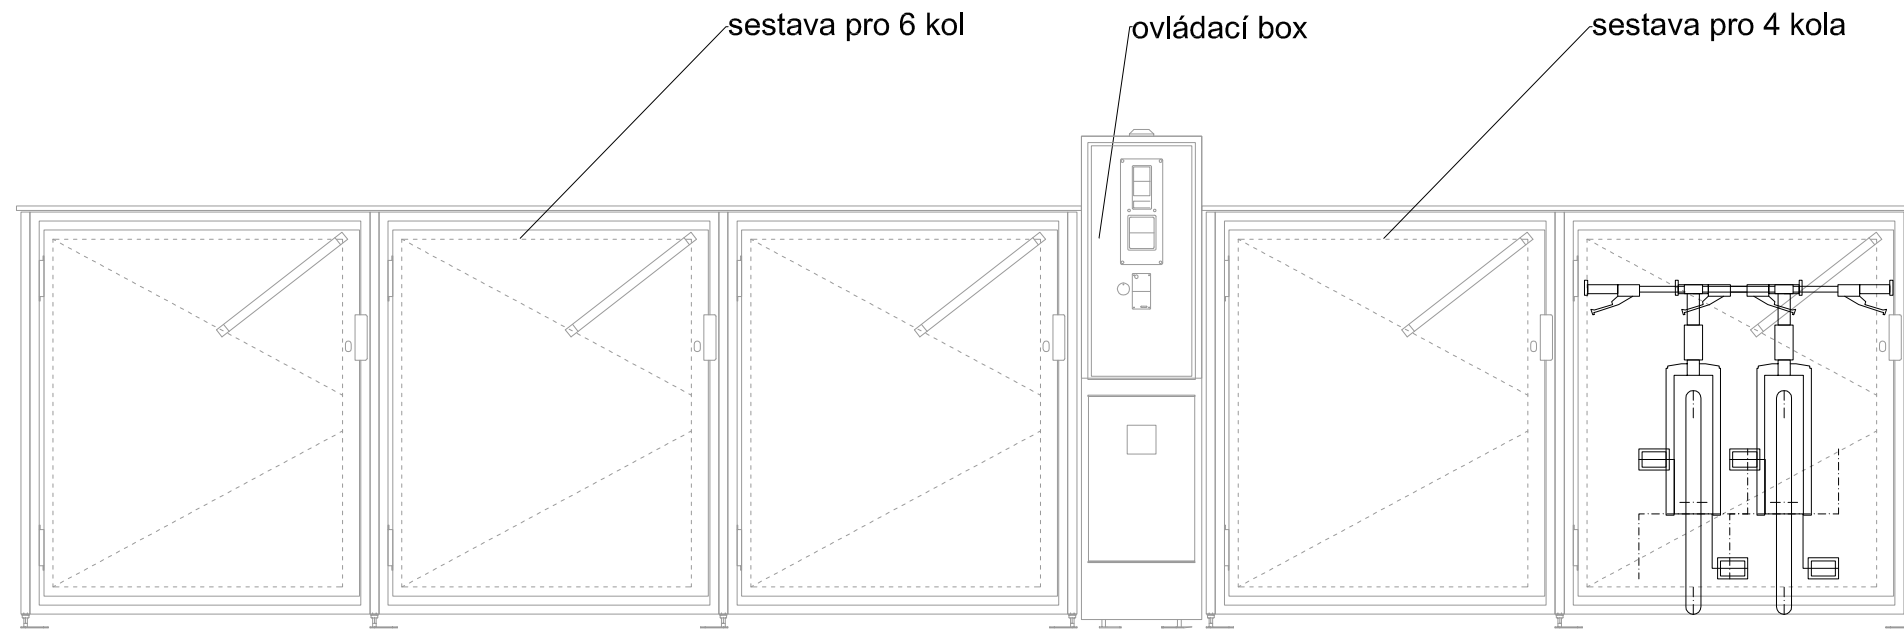 sestava pro 6 kol
ovládací box
sestava pro 4 kola